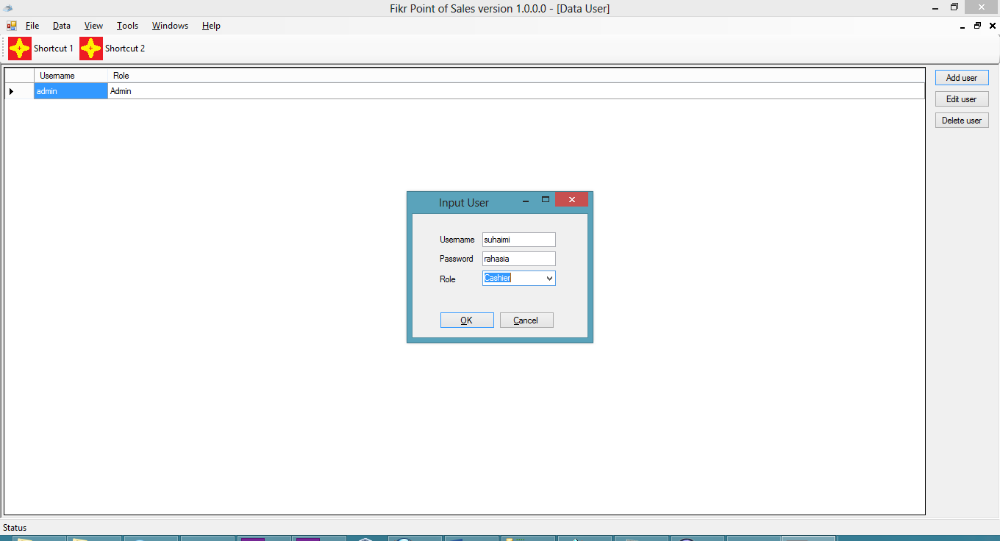 Fikr Point of Sales version 1.0.0.0 - [Data User]
File Data View Tools Windows Help
Shortcut 1 Shortcut 2
Username Role
admin Admin
Add user
Edit user
Delete user
Input User
Username suhaimi
Password rahasia
Role Cashier
OK Cancel
Status